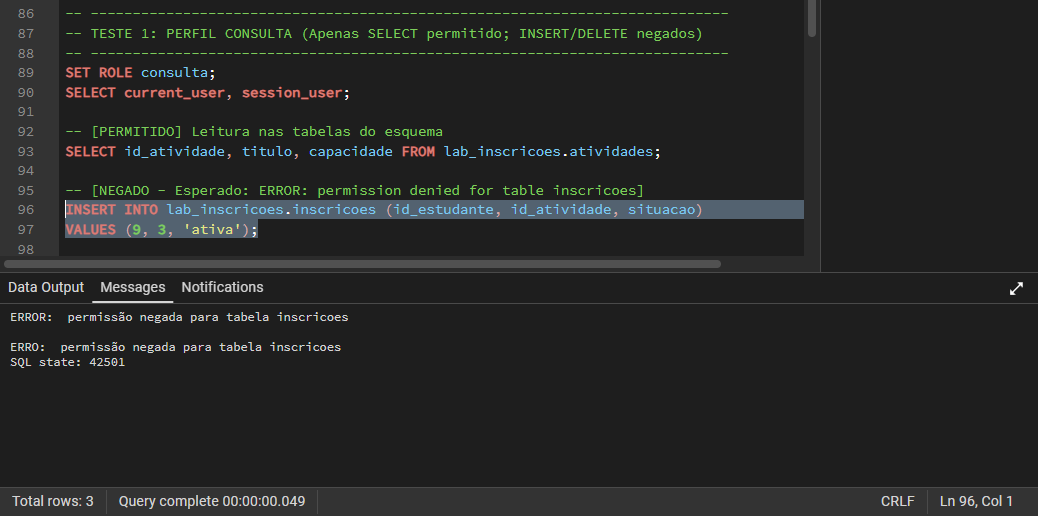 86 -- ----------------------------------------------------------------------------
87 -- TESTE 1: PERFIL CONSULTA (Apenas SELECT permitido; INSERT/DELETE negados)
88 -- ----------------------------------------------------------------------------
89 SET ROLE consulta;
90 SELECT current_user, session_user;
91
92 -- [PERMITIDO] Leitura nas tabelas do esquema
93 SELECT id_atividade, titulo, capacidade FROM lab_inscricoes.atividades;
94
95 -- [NEGADO - Esperado: ERROR: permission denied for table inscricoes]
96 INSERT INTO lab_inscricoes.inscricoes (id_estudante, id_atividade, situacao)
97 VALUES (9, 3, 'ativa');
98
Data Output Messages Notifications
ERROR:  permissão negada para tabela inscricoes
ERRO:  permissão negada para tabela inscricoes
SQL state: 42501
Total rows: 3 Query complete 00:00:00.049 CRLF Ln 96, Col 1